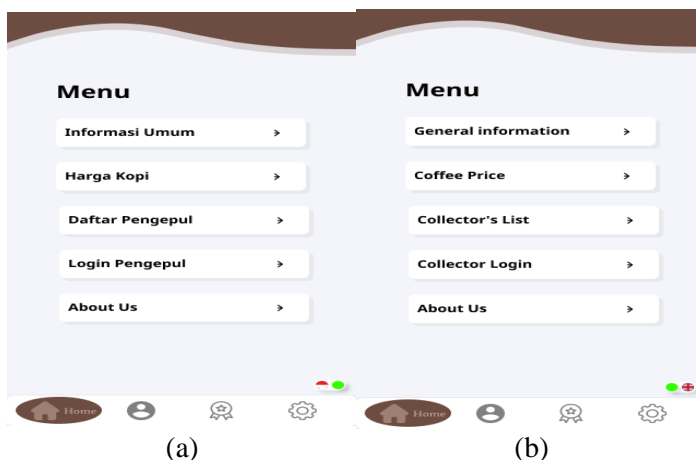 Menu
Informasi Umum
Harga Kopi
Daftar Pengepul
Login Pengepul
About Us
Home
(a)
Menu
General information
Coffee Price
Collector's List
Collector Login
About Us
Home
(b)